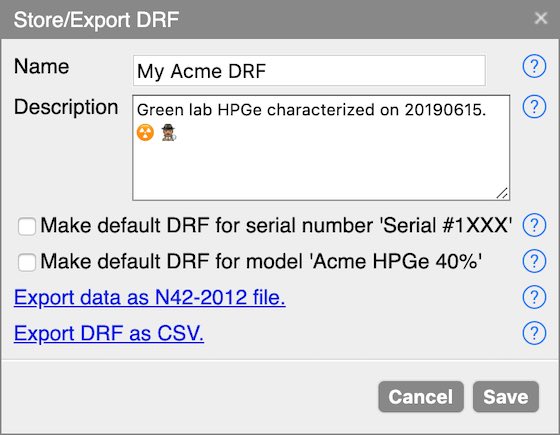 Store/Export DRF
Name
My Acme DRF
Description
Green lab HPGe characterized on 20190615.
☢️ 🕵🏽‍♂️
Make default DRF for serial number 'Serial #1XXX'
Make default DRF for model 'Acme HPGe 40%'
Export data as N42-2012 file.
Export DRF as CSV.
Cancel Save